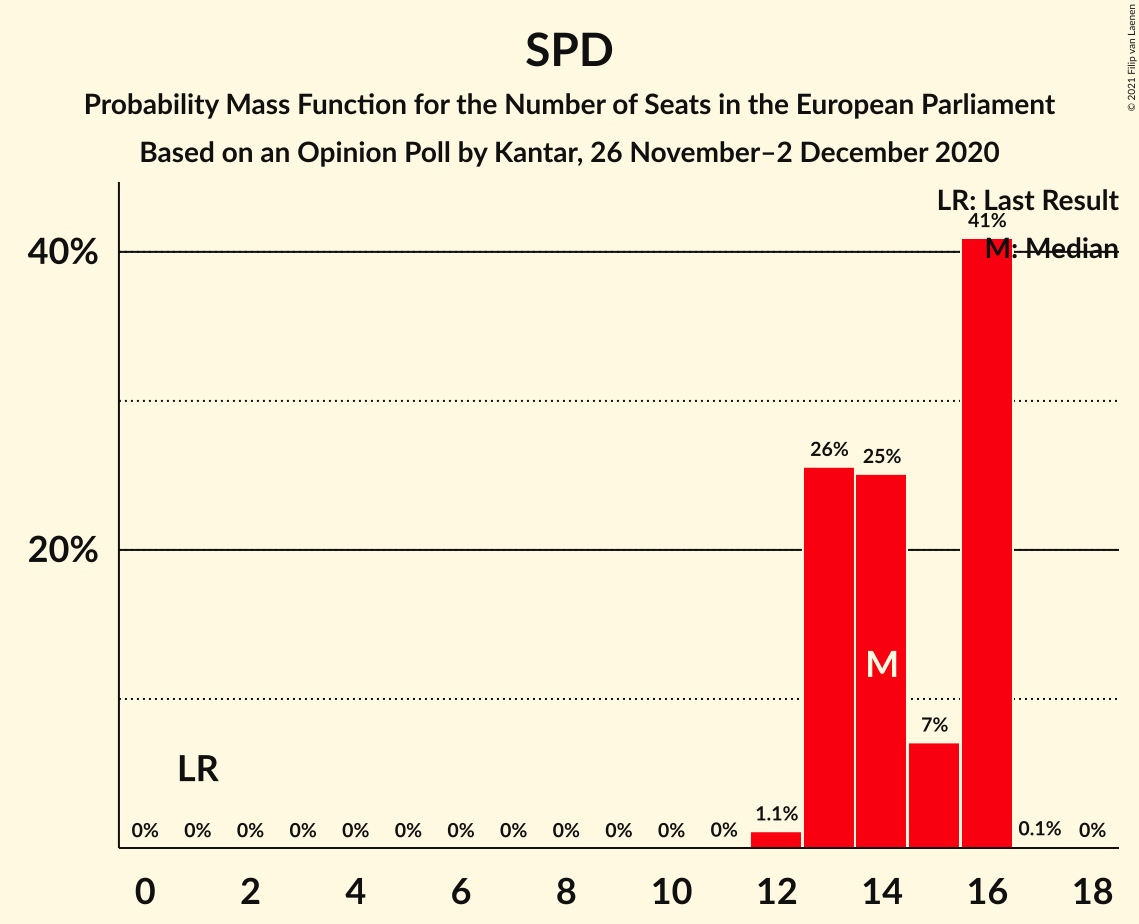 SPD
Probability Mass Function for the Number of Seats in the European Parliament
Based on an Opinion Poll by Kantar, 26 November–2 December 2020
© 2021 Filip van Laenen
LR: Last Result
M: Median
40%
20%
41%
26%
25%
M
7%
LR
0% 0% 0% 0% 0% 0% 0% 0% 0% 0% 0% 0% 1.1% 0.1% 0%
0 2 4 6 8 10 12 14 16 18